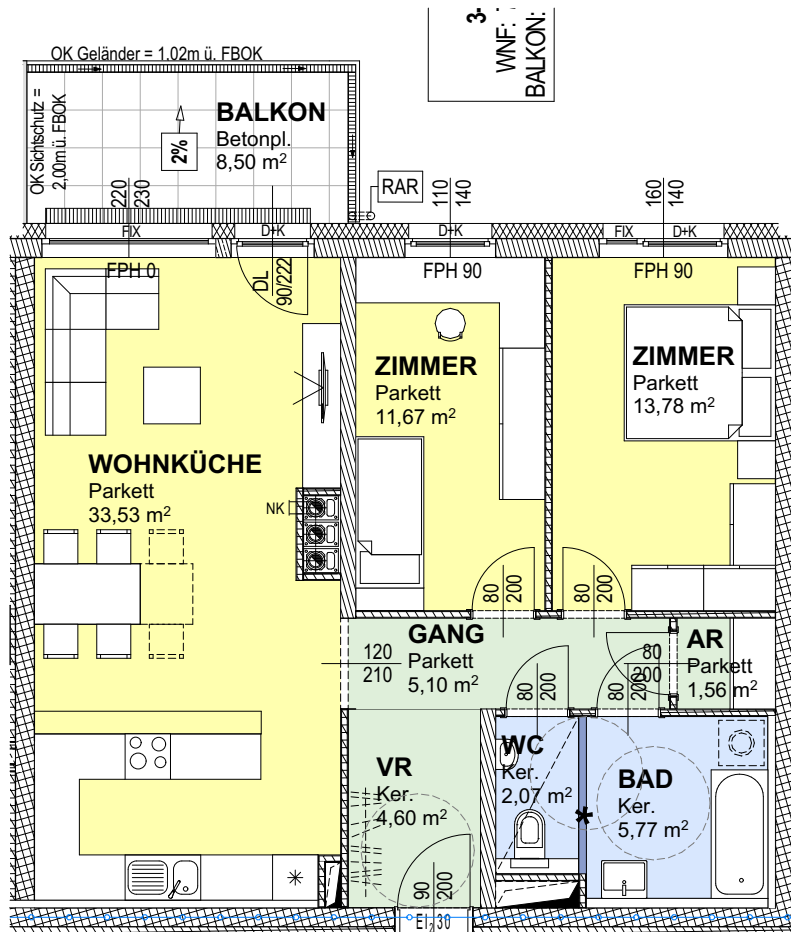 3-
WNF:
BALKON:
OK Geländer = 1.02m ü. FBOK
OK Sichtschutz =
2,00m ü. FBOK
BALKON
Betonpl.
8,50 m²
2%
RAR
220
230
110
140
160
140
FIX
D+K
D+K
FIX
D+K
FPH 0
DL
90/222
FPH 90
FPH 90
ZIMMER
Parkett
11,67 m²
ZIMMER
Parkett
13,78 m²
WOHNKÜCHE
Parkett
33,53 m²
NK
80
200
80
200
GANG
Parkett
5,10 m²
120
210
80
200
AR
Parkett
1,56 m²
80
200
80
200
VR
Ker.
4,60 m²
WC
Ker.
2,07 m²
BAD
Ker.
5,77 m²
*
90
200
EI₂30